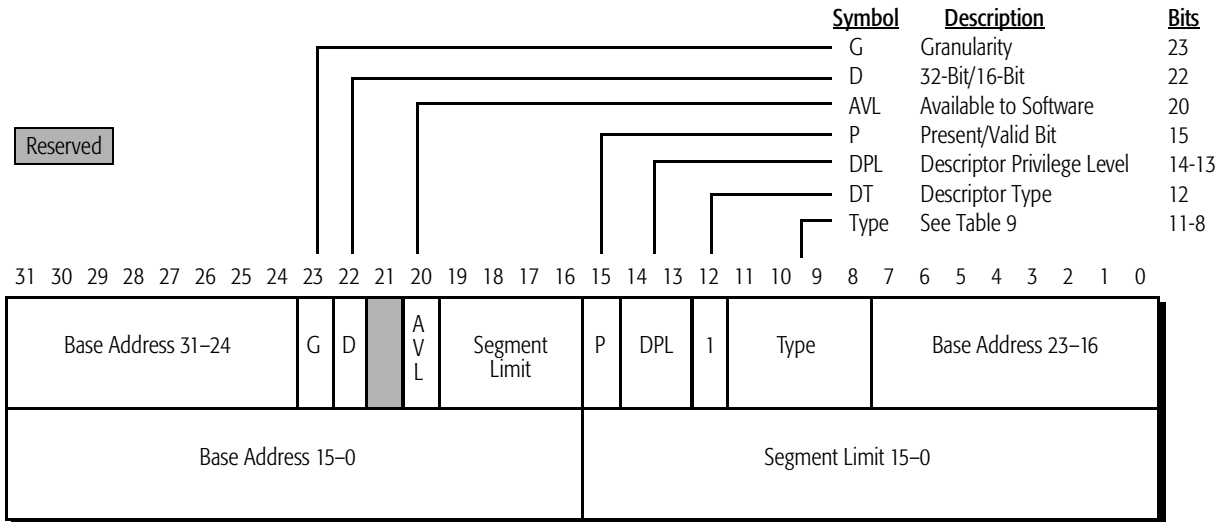 Symbol Description Bits
G Granularity 23
D 32-Bit/16-Bit 22
AVL Available to Software 20
P Present/Valid Bit 15
Reserved
DPL Descriptor Privilege Level 14-13
DT Descriptor Type 12
Type See Table 9 11-8
31 30 29 28 27 26 25 24 23 22 21 20 19 18 17 16 15 14 13 12 11 10 9 8 7 6 5 4 3 2 1 0
Base Address 31–24 G D A V L Segment Limit P DPL 1 Type Base Address 23–16
Base Address 15–0 Segment Limit 15–0